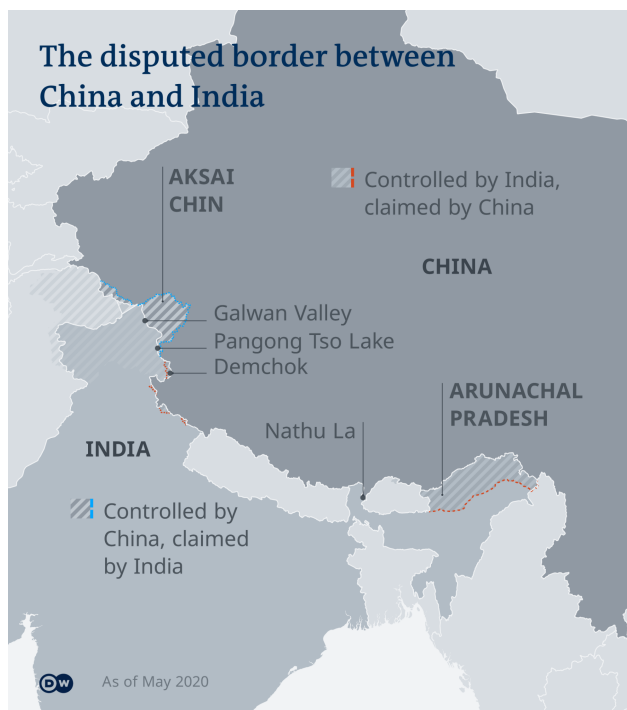 The disputed border between
China and India
AKSAI
CHIN
Controlled by India,
claimed by China
CHINA
Galwan Valley
Pangong Tso Lake
Demchok
ARUNACHAL
PRADESH
Nathu La
INDIA
Controlled by
China, claimed
by India
DW
As of May 2020